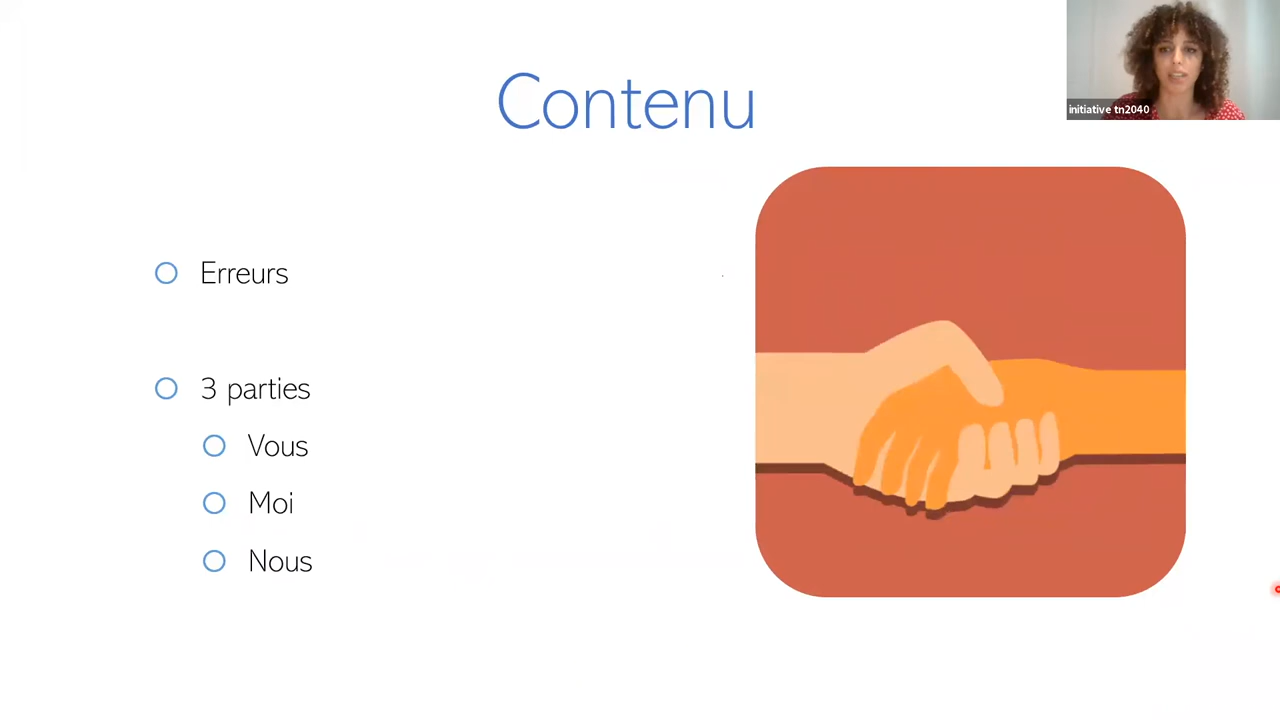 Contenu
initiative tn2040
Erreurs
3 parties
Vous
Moi
Nous